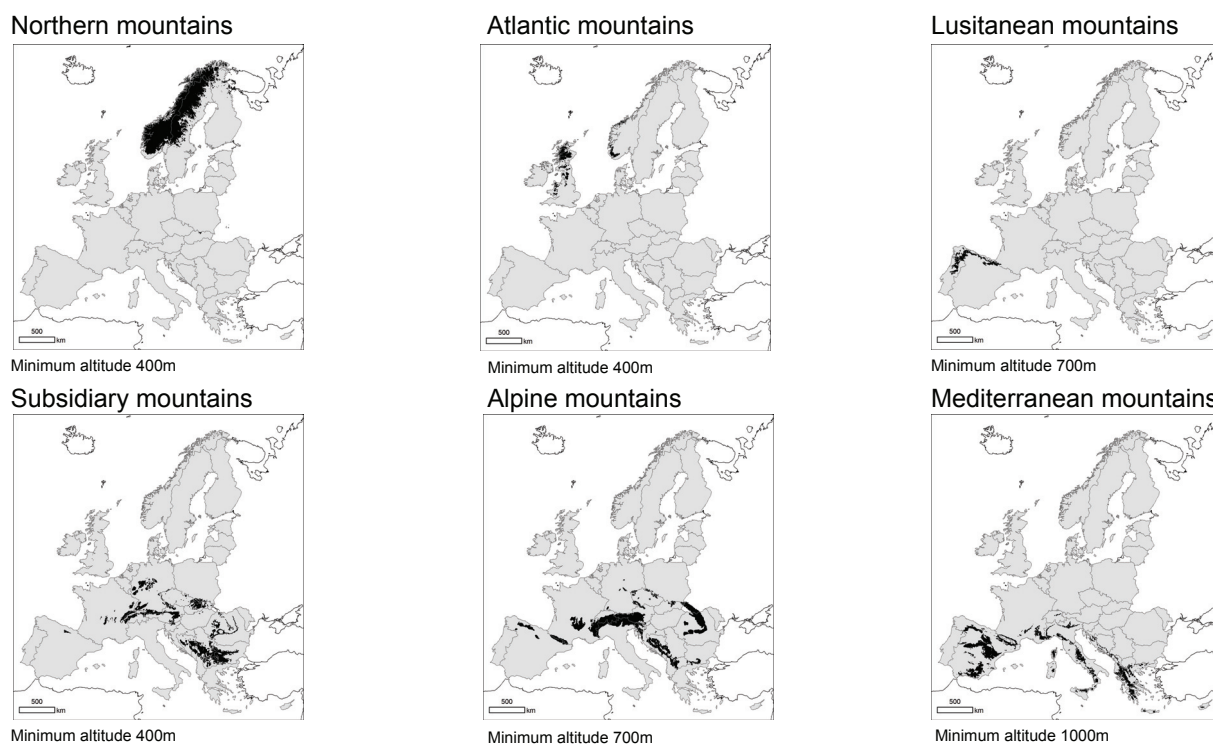 Northern mountains
Atlantic mountains
Lusitanean mountains
500
km
500
km
500
km
Minimum altitude 400m
Minimum altitude 400m
Minimum altitude 700m
Subsidiary mountains
Alpine mountains
Mediterranean mountains
500
km
500
km
500
km
Minimum altitude 400m
Minimum altitude 700m
Minimum altitude 1000m